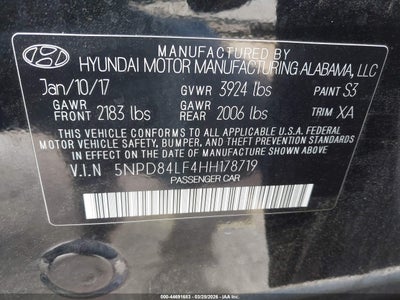 MANUFACTURED BY
HYUNDAI MOTOR MANUFACTURING ALABAMA, LLC
Jan/10/17 GVWR 3924 lbs PAINT S3
GAWR FRONT 2183 lbs GAWR REAR 2006 lbs TRIM XA
THIS VEHICLE CONFORMS TO ALL APPLICABLE U.S.A. FEDERAL
MOTOR VEHICLE SAFETY, BUMPER, AND THEFT PREVENTION
STANDARDS IN EFFECT ON THE DATE OF MANUFACTURE SHOWN ABOVE.
V.I.N 5NPD84LF4HH178719
PASSENGER CAR
000-44691663 - 03/29/2026 - IAA Inc.